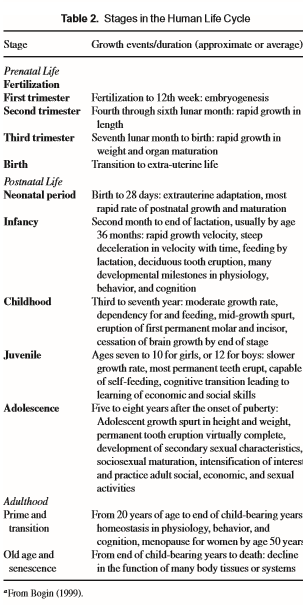 Table 2. Stages in the Human Life Cycle
Stage Growth events/duration (approximate or average)
Prenatal Life
Fertilization
First trimester Fertilization to 12th week: embryogenesis
Second trimester Fourth through sixth lunar month: rapid growth in
length
Third trimester Seventh lunar month to birth: rapid growth in
weight and organ maturation
Birth Transition to extra-uterine life
Postnatal Life
Neonatal period Birth to 28 days: extrauterine adaptation, most
rapid rate of postnatal growth and maturation
Infancy Second month to end of lactation, usually by age
36 months: rapid growth velocity, steep
deceleration in velocity with time, feeding by
lactation, deciduous tooth eruption, many
developmental milestones in physiology,
behavior, and cognition
Childhood Third to seventh year: moderate growth rate,
dependency for and feeding, mid-growth spurt,
eruption of first permanent molar and incisor,
cessation of brain growth by end of stage
Juvenile Ages seven to 10 for girls, or 12 for boys: slower
growth rate, most permanent teeth erupt, capable
of self-feeding, cognitive transition leading to
learning of economic and social skills
Adolescence Five to eight years after the onset of puberty:
Adolescent growth spurt in height and weight,
permanent tooth eruption virtually complete,
development of secondary sexual characteristics,
sociosexual maturation, intensification of interest
and practice adult social, economic, and sexual
activities
Adulthood
Prime and From 20 years of age to end of child-bearing years
transition homeostasis in physiology, behavior, and
cognition, menopause for women by age 50 years
Old age and From end of child-bearing years to death: decline
senescence in the function of many body tissues or systems
aFrom Bogin (1999).